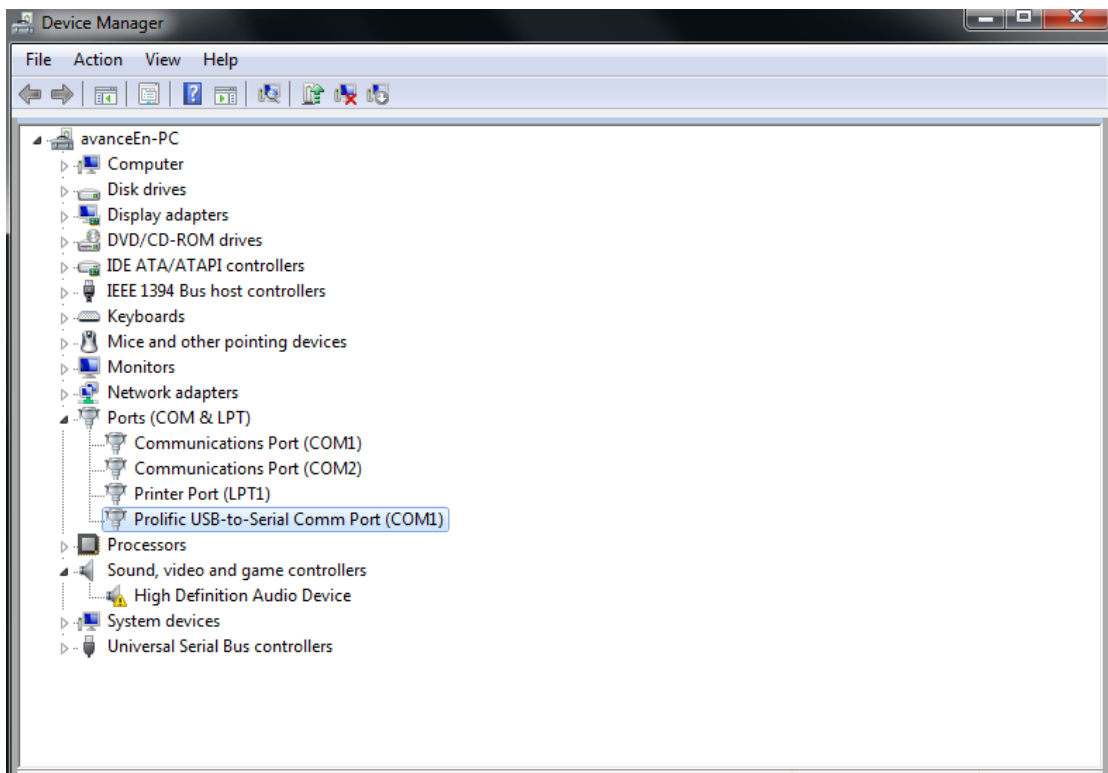 Device Manager
File Action View Help
avanceEn-PC
Computer
Disk drives
Display adapters
DVD/CD-ROM drives
IDE ATA/ATAPI controllers
IEEE 1394 Bus host controllers
Keyboards
Mice and other pointing devices
Monitors
Network adapters
Ports (COM & LPT)
Communications Port (COM1)
Communications Port (COM2)
Printer Port (LPT1)
Prolific USB-to-Serial Comm Port (COM1)
Processors
Sound, video and game controllers
High Definition Audio Device
System devices
Universal Serial Bus controllers